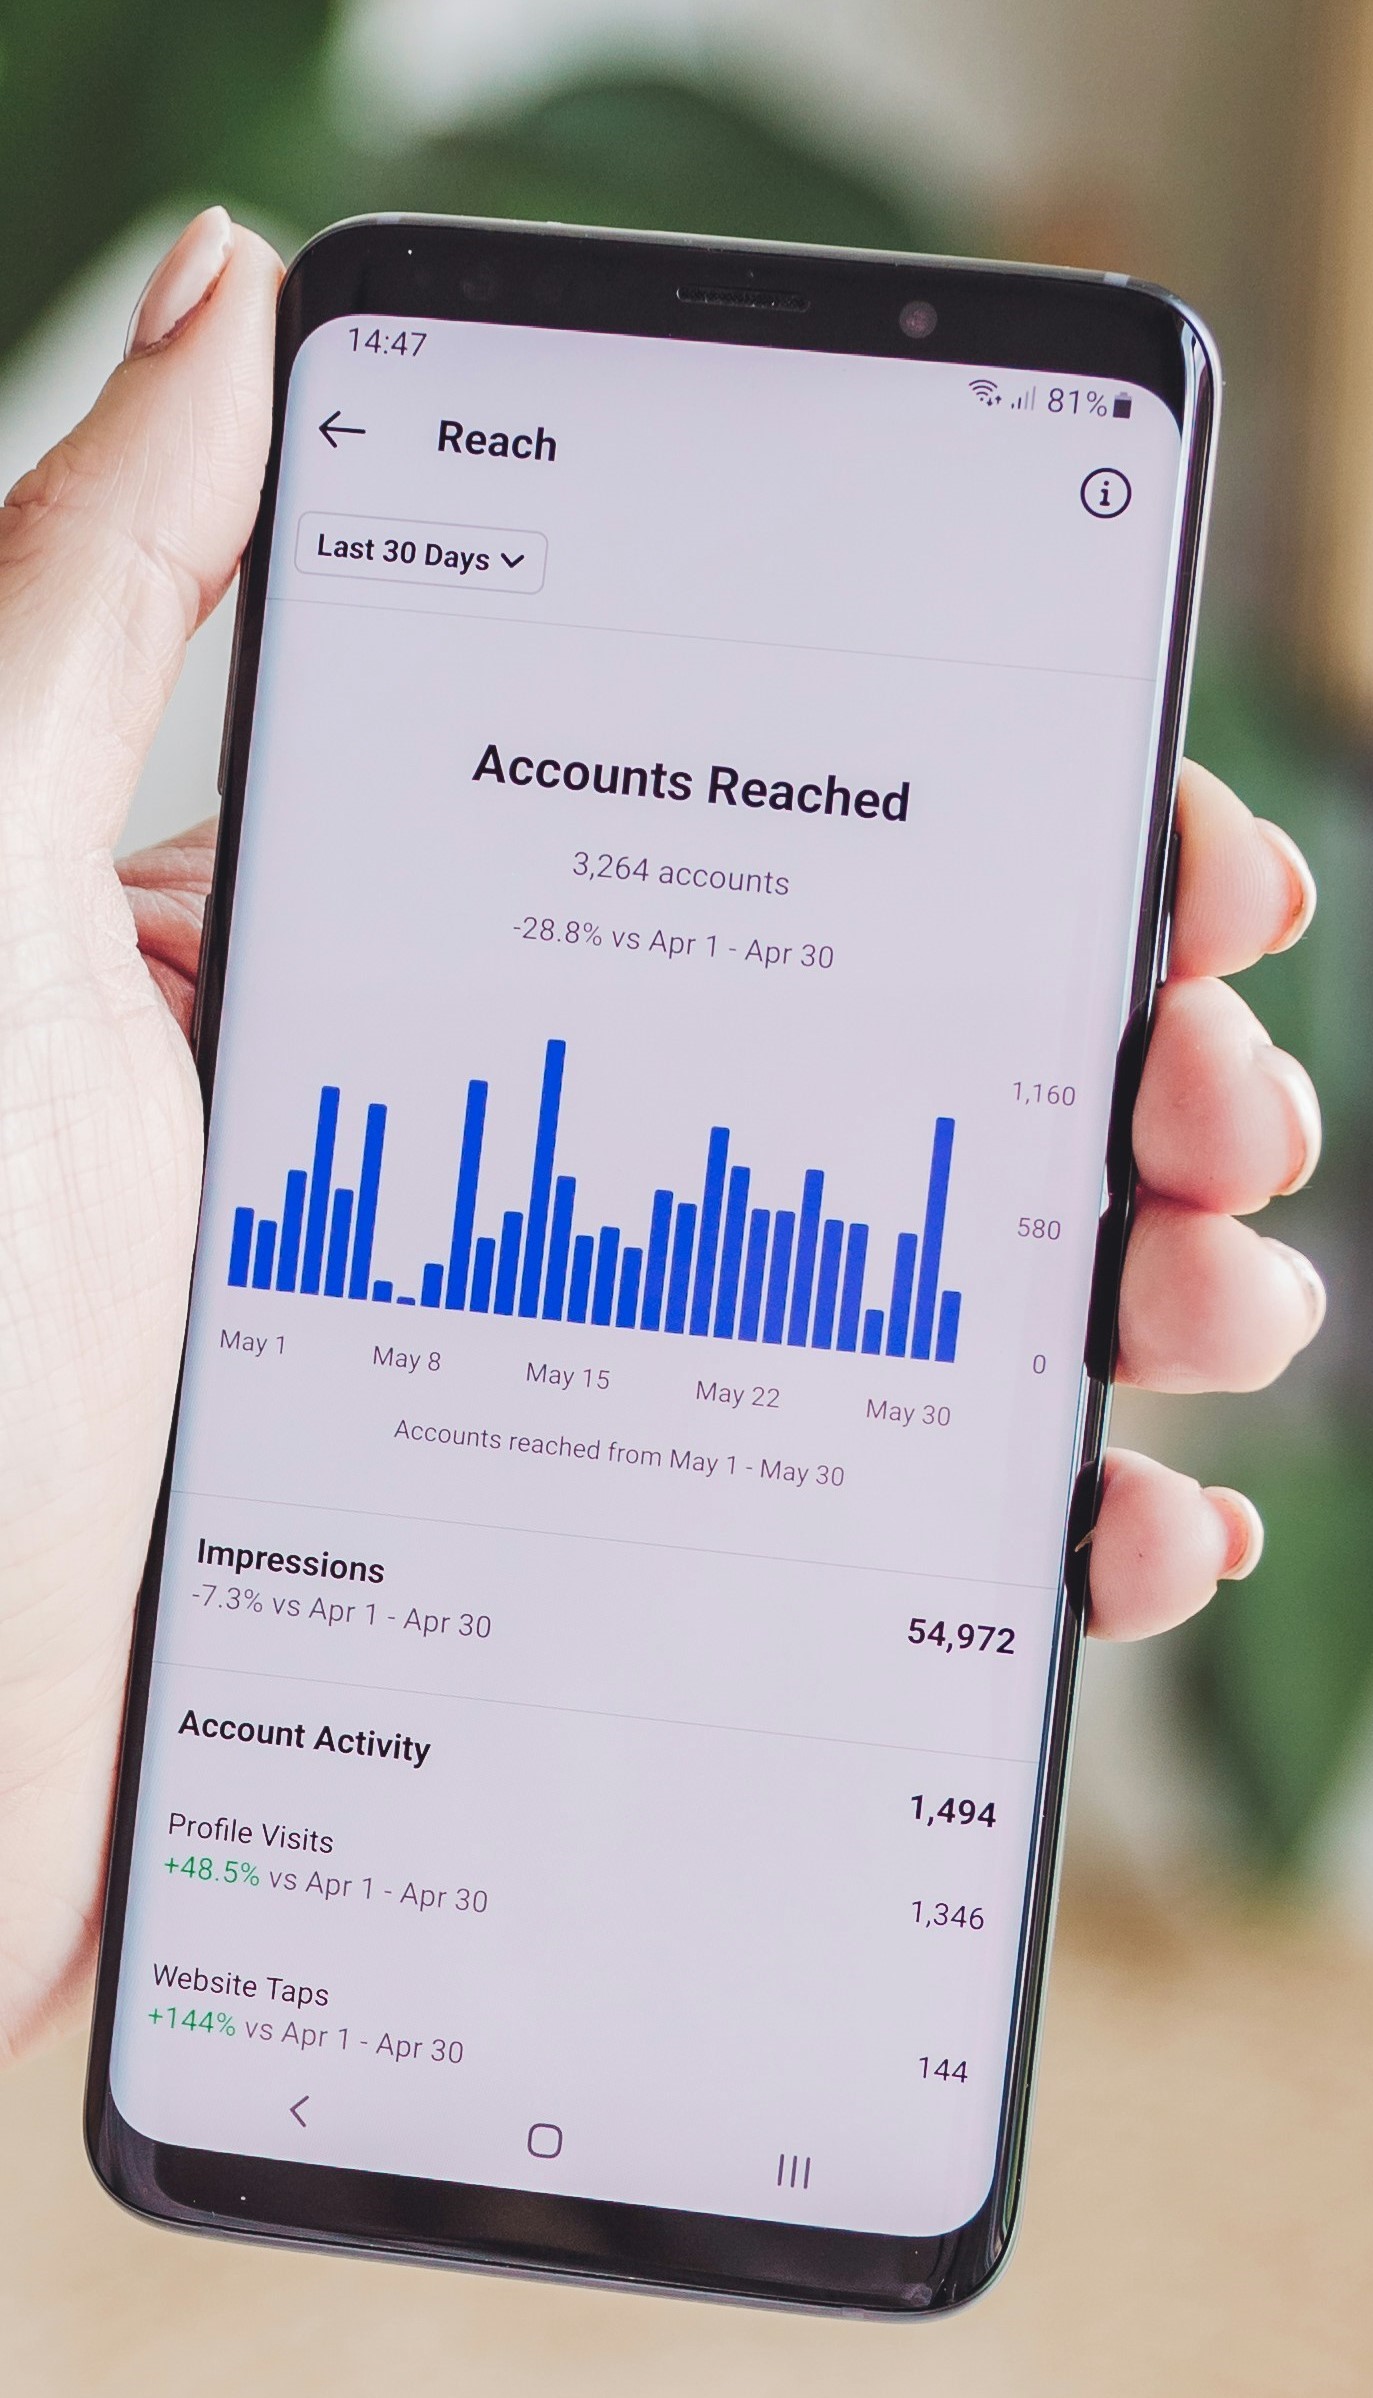 14:47
81%
Reach
Last 30 Days
Accounts Reached
3,264 accounts
-28.8% vs Apr 1 - Apr 30
1,160
580
0
May 1 May 8 May 15 May 22 May 30
Accounts reached from May 1 - May 30
Impressions
-7.3% vs Apr 1 - Apr 30
54,972
Account Activity
1,494
Profile Visits
+48.5% vs Apr 1 - Apr 30
1,346
Website Taps
+144% vs Apr 1 - Apr 30
144